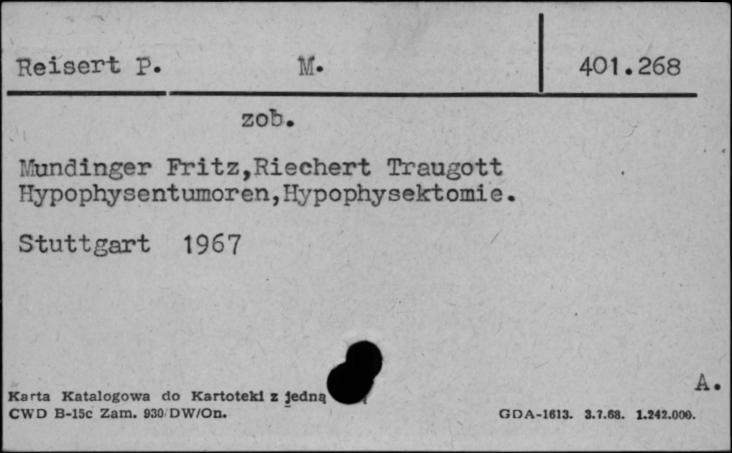 Reisert P. M. 401.268
zob.
Mundinger Fritz,Riechert Traugott
Hypophysentumoren,Hypophysektomie.
Stuttgart 1967
A.
Karta Katalogowa do Kartoteki z jedną
CWD B-15c Zam. 930/DW/On. GDA-1613. 3.7.68. 1.242.000.